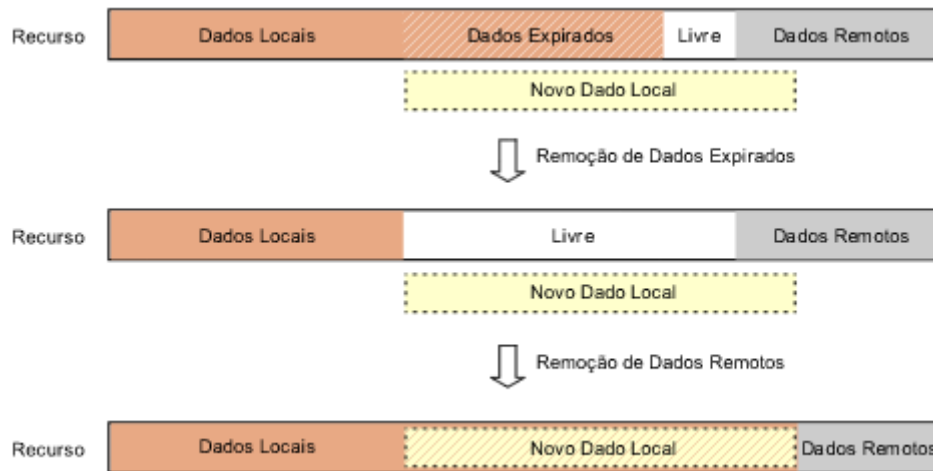 Recurso Dados Locais Dados Expirados Livre Dados Remotos
Novo Dado Local
Remoção de Dados Expirados
Recurso Dados Locais Livre Dados Remotos
Novo Dado Local
Remoção de Dados Remotos
Recurso Dados Locais Novo Dado Local Dados Remotos